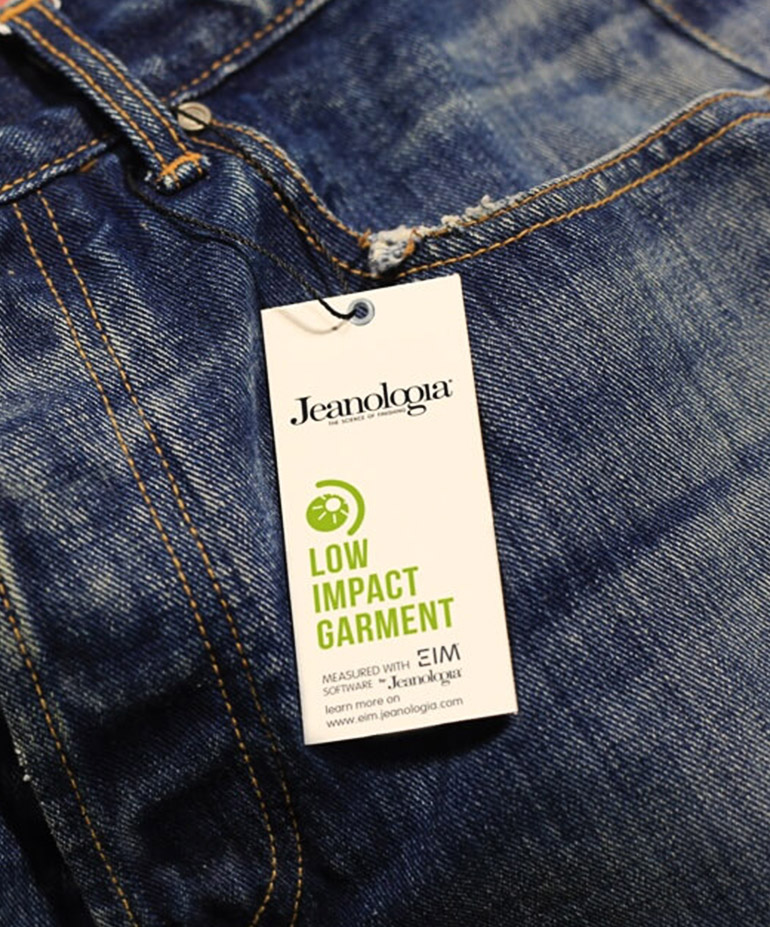 Jeanologia
THE SCIENCE OF FINISHING
LOW
IMPACT
GARMENT
MEASURED WITH EIM
SOFTWARE by Jeanologia
learn more on
www.eim.jeanologia.com